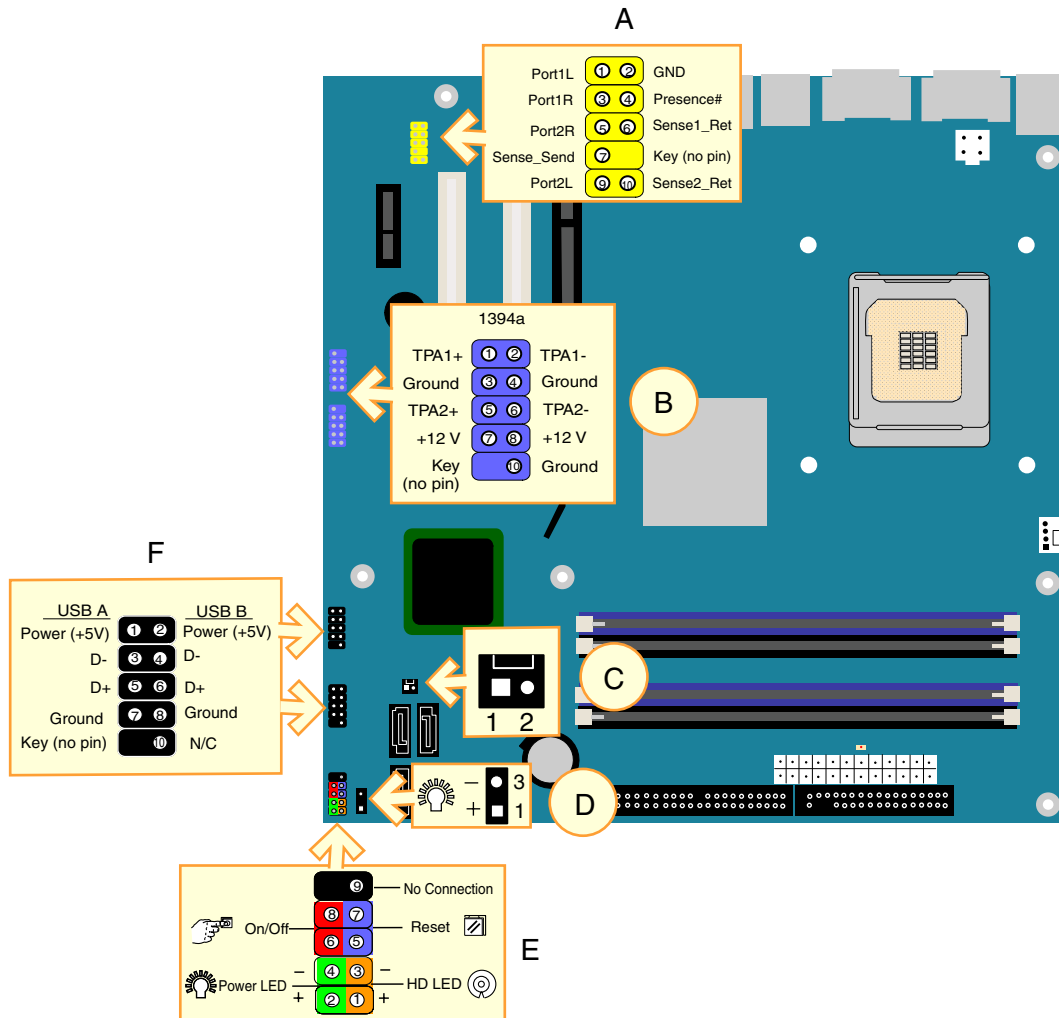 A
Port1L 1 2 GND
Port1R 3 4 Presence#
Port2R 5 6 Sense1_Ret
Sense_Send 7 Key (no pin)
Port2L 9 10 Sense2_Ret
1394a
TPA1+ 1 2 TPA1-
Ground 3 4 Ground
TPA2+ 5 6 TPA2-
+12 V 7 8 +12 V
Key
(no pin) 10 Ground
B
F
USB A USB B
Power (+5V) 1 2 Power (+5V)
D- 3 4 D-
D+ 5 6 D+
Ground 7 8 Ground
Key (no pin) 10 N/C
1 2
C
− 3
+ 1
D
9 No Connection
On/Off 8 7 Reset
6 5
− 4 3 −
Power LED HD LED
+ 2 1 +
E